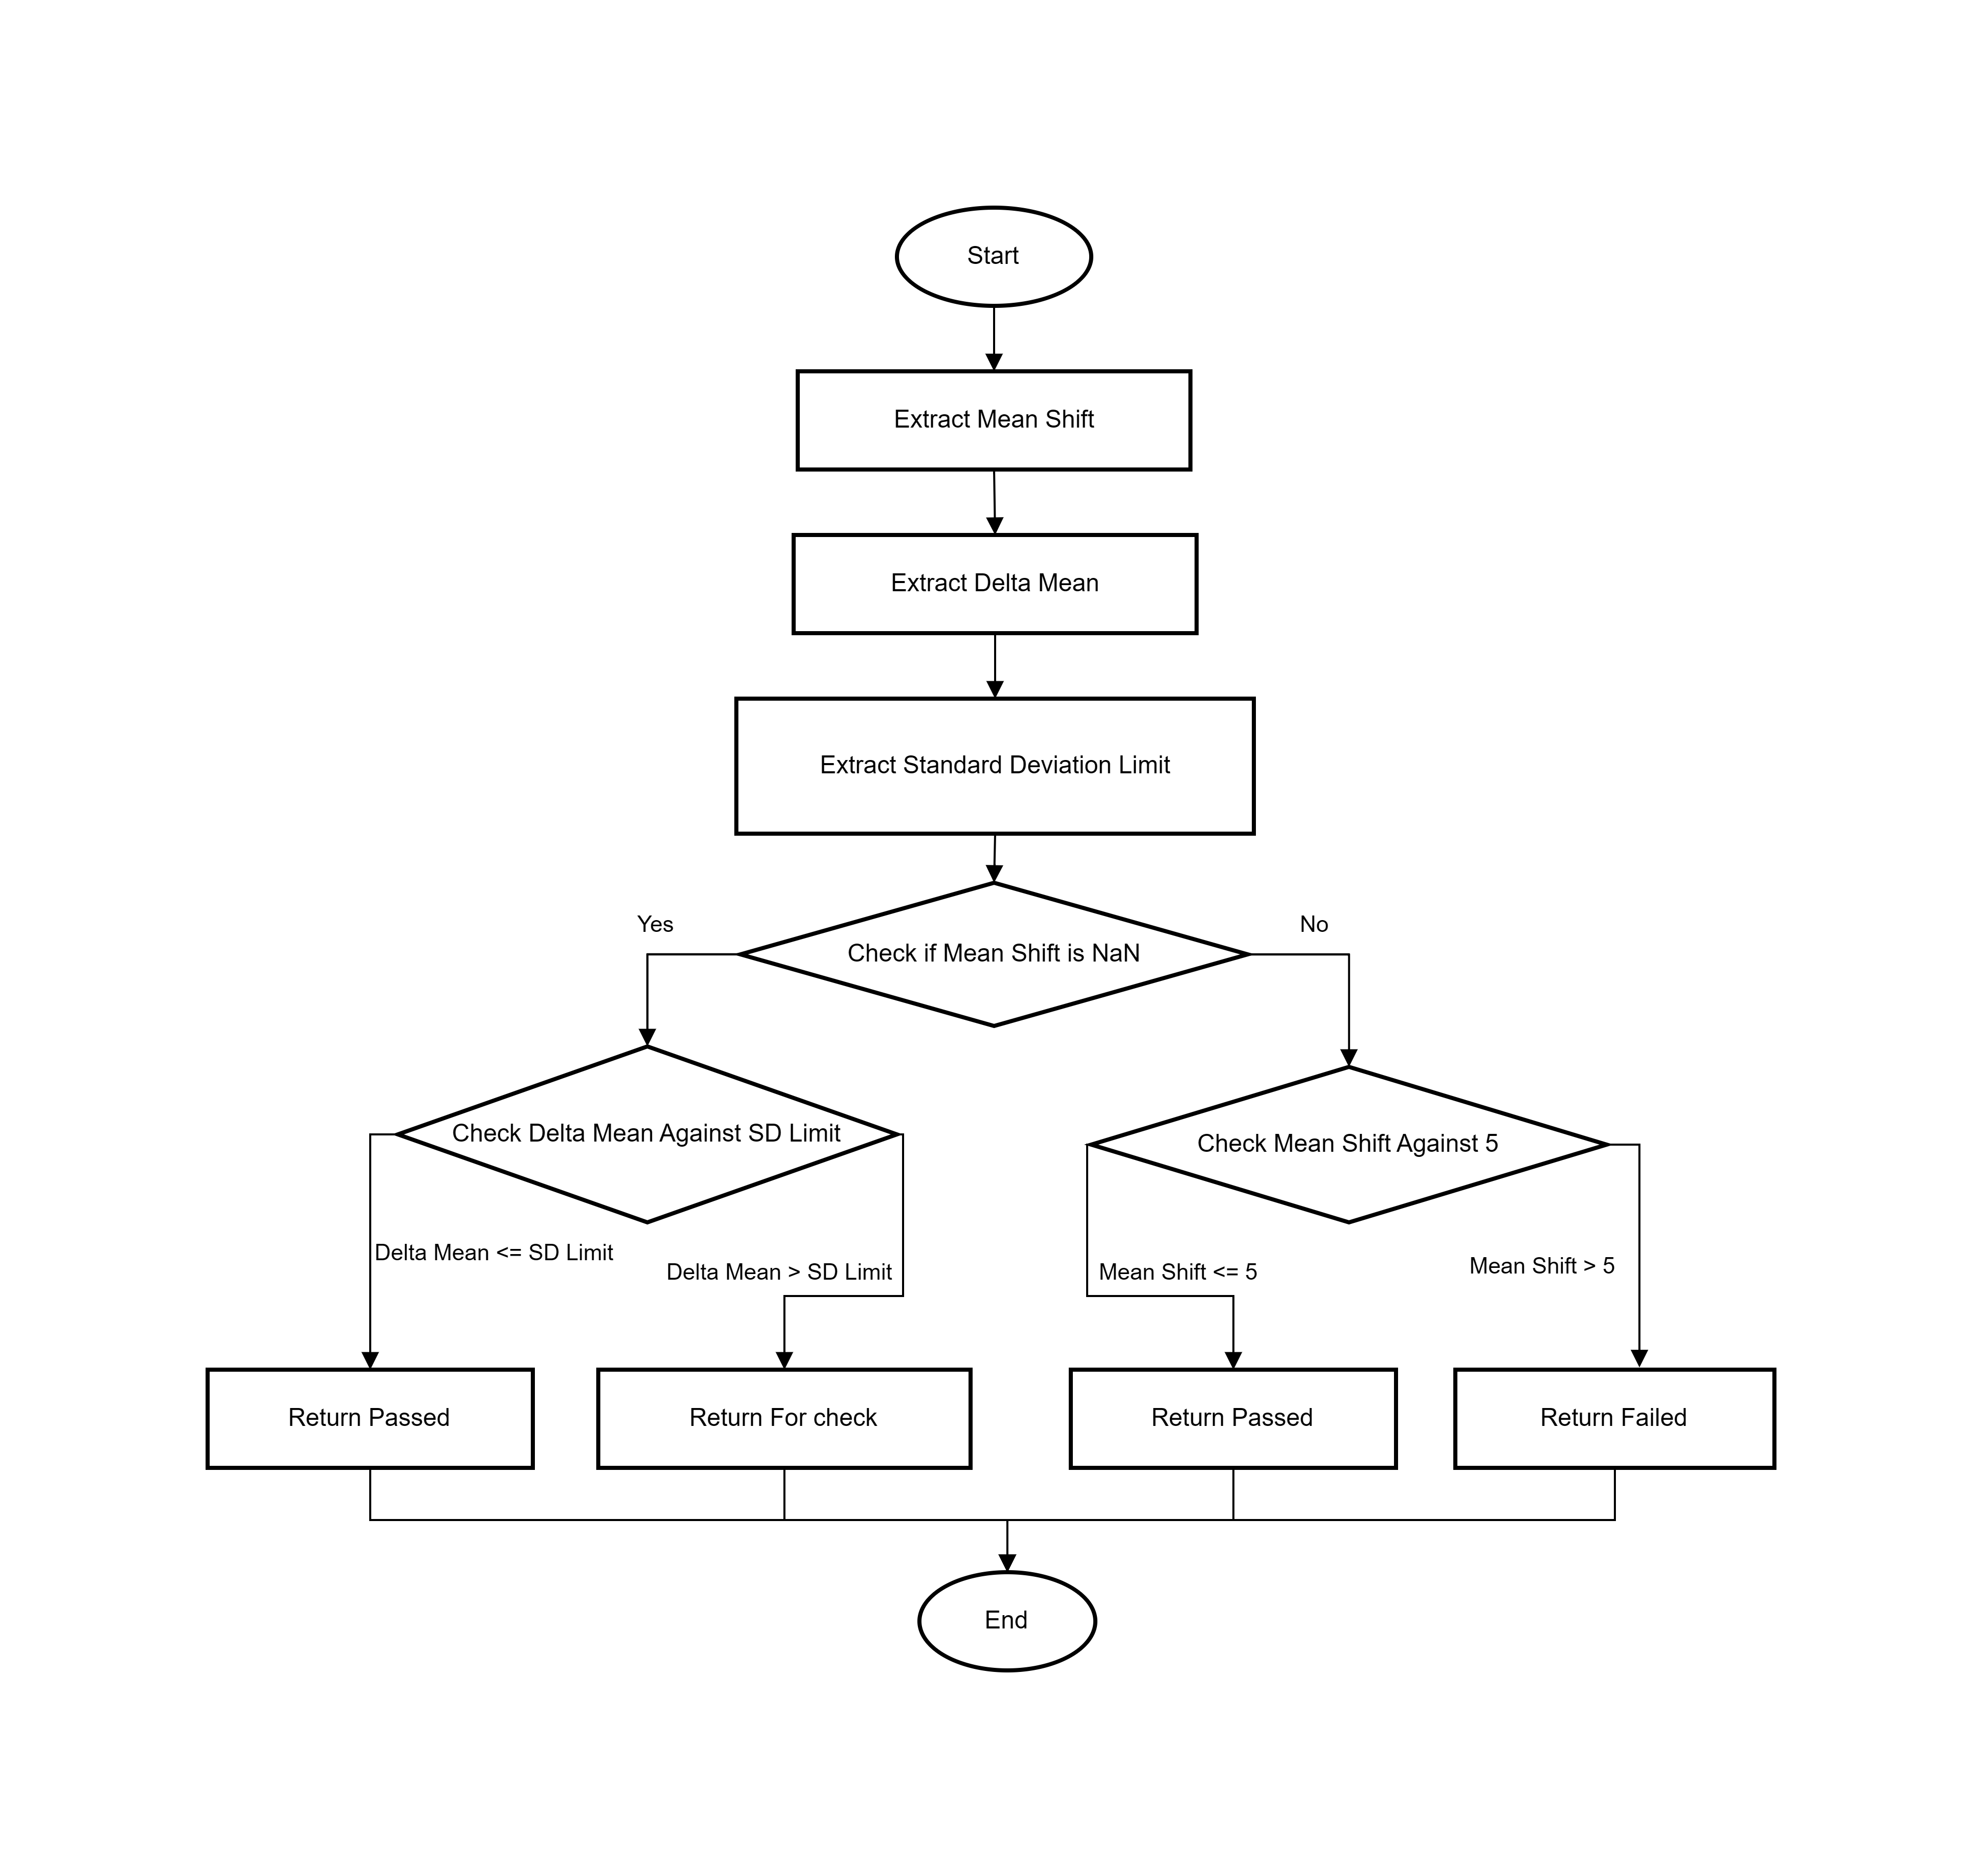 Start
Extract Mean Shift
Extract Delta Mean
Extract Standard Deviation Limit
Check if Mean Shift is NaN
Yes
No
Check Delta Mean Against SD Limit
Check Mean Shift Against 5
Delta Mean <= SD Limit
Delta Mean > SD Limit
Mean Shift <= 5
Mean Shift > 5
Return Passed
Return For check
Return Passed
Return Failed
End